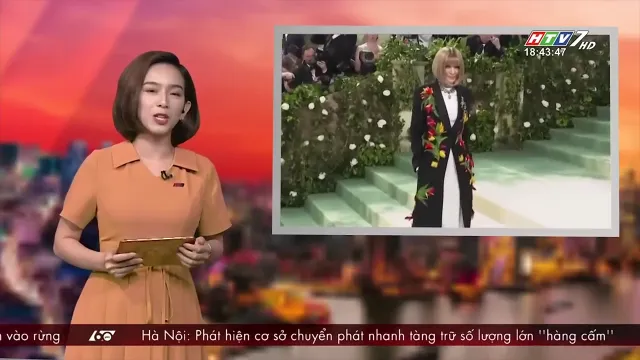 HTV7 HD
18:43:47
n vào rừng 60 Hà Nội: Phát hiện cơ sở chuyển phát nhanh tàng trữ số lượng lớn "hàng cấm"